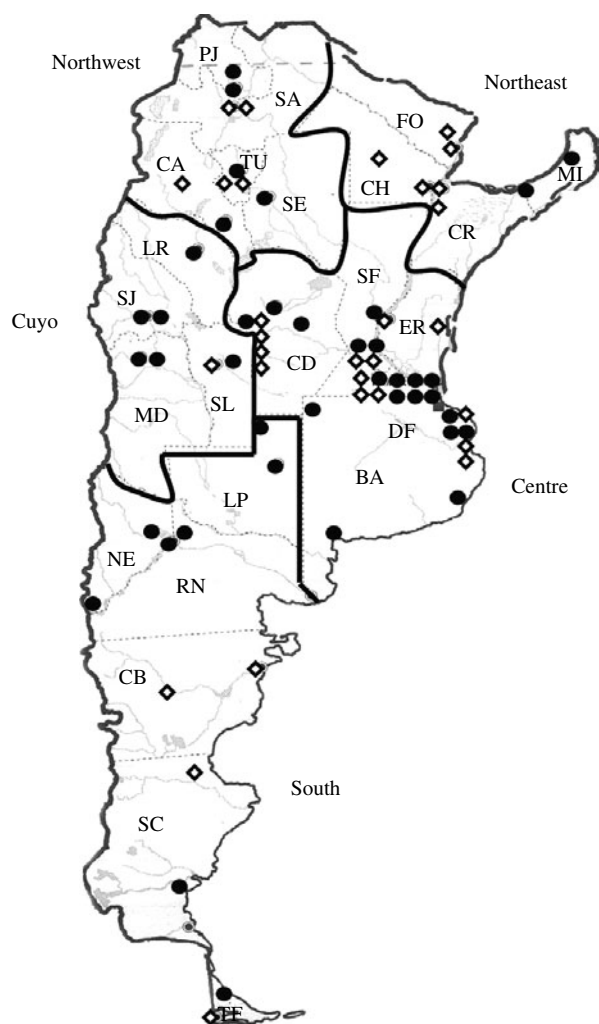 PJ
Northwest
Northeast
SA
FO
TU
CA
MI
CH
SE
CR
LR
SF
SJ
ER
Cuyo
CD
SL
MD
DF
BA
Centre
LP
NE
RN
CB
South
SC
TF